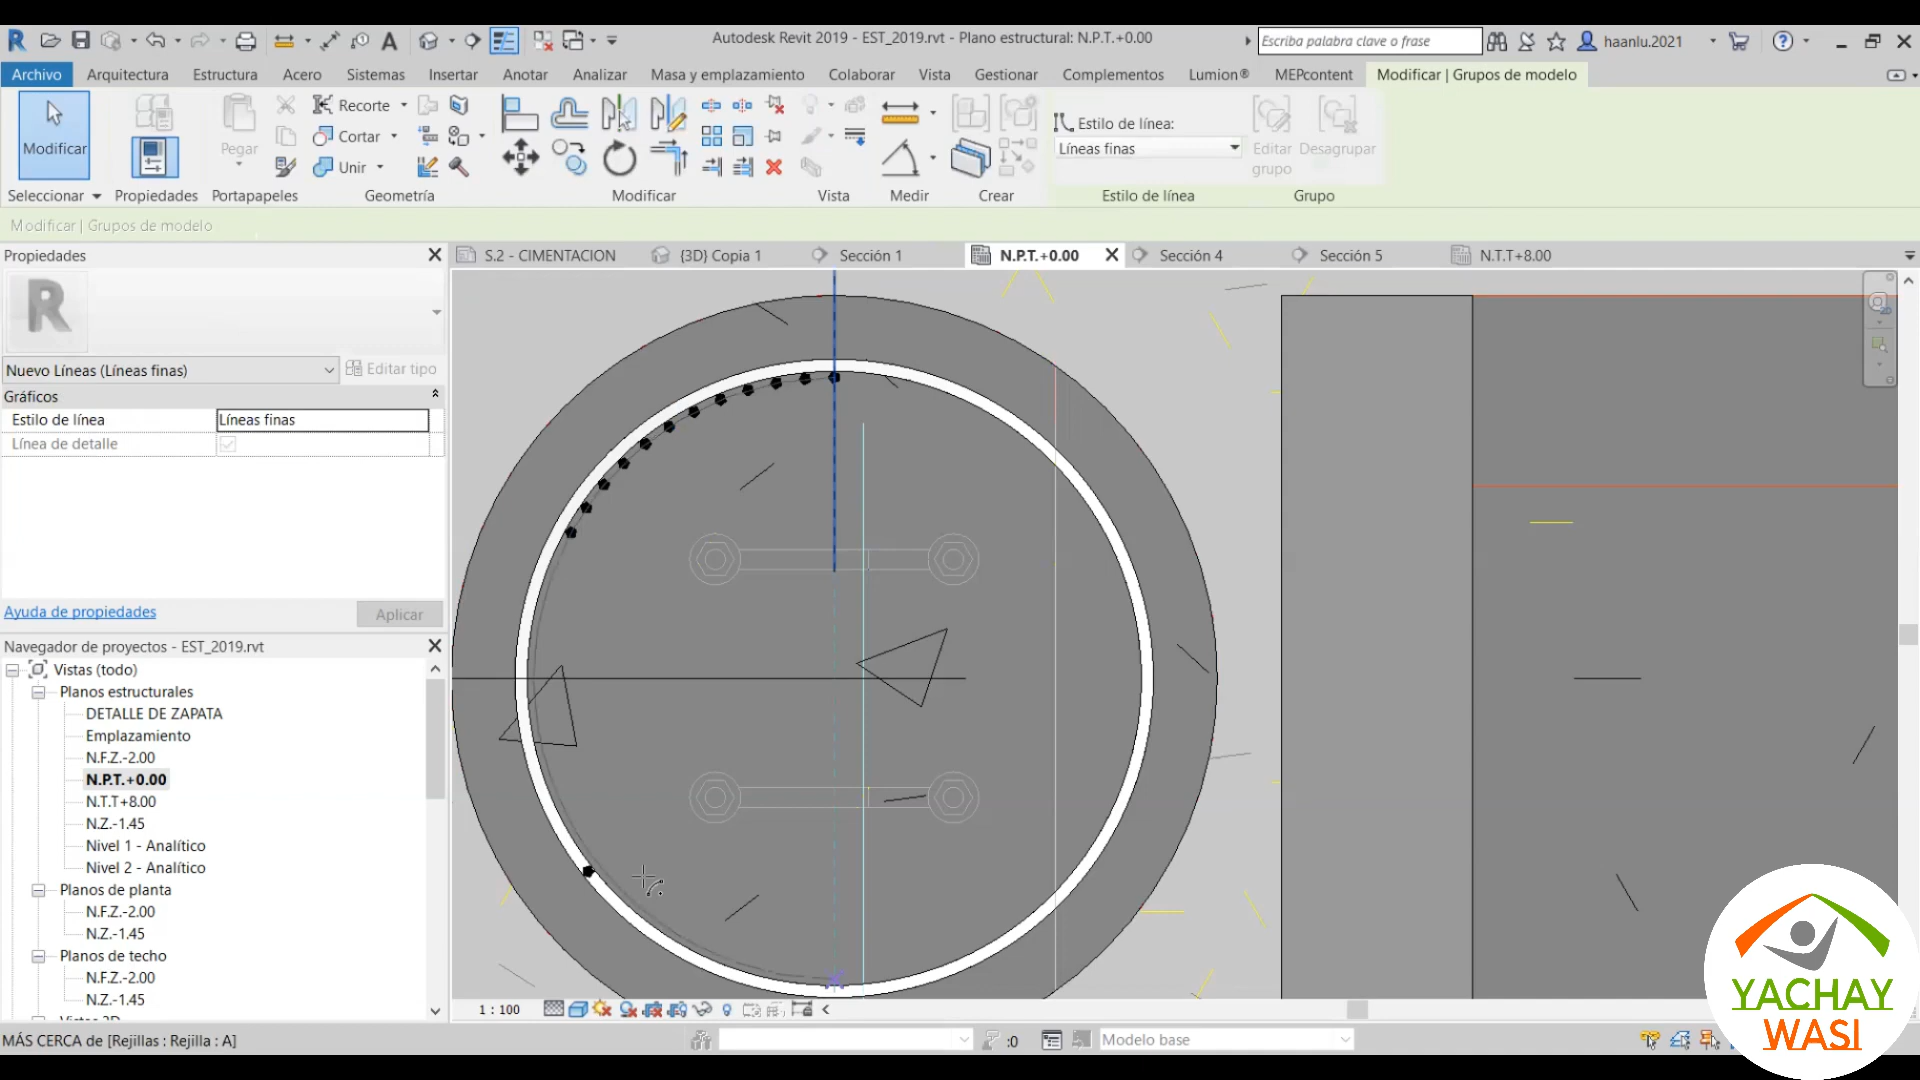 Autodesk Revit 2019 - EST_2019.rvt - Plano estructural: N.P.T.+0.00
Escriba palabra clave o frase
haanlu.2021
Archivo Arquitectura Estructura Acero Sistemas Insertar Anotar Analizar Masa y emplazamiento Colaborar Vista Gestionar Complementos Lumion® MEPcontent Modificar | Grupos de modelo
Modificar
Pegar
Recorte
Cortar
Unir
Estilo de línea:
Líneas finas
Editar grupo
Desagrupar
Seleccionar Propiedades Portapapeles Geometría Modificar Vista Medir Crear Estilo de línea Grupo
Modificar | Grupos de modelo
Propiedades
S.2 - CIMENTACION {3D} Copia 1 Sección 1 N.P.T.+0.00 Sección 4 Sección 5 N.T.T+8.00
R
Nuevo Líneas (Líneas finas) Editar tipo
Gráficos
Estilo de línea Líneas finas
Línea de detalle
Ayuda de propiedades Aplicar
Navegador de proyectos - EST_2019.rvt
Vistas (todo)
Planos estructurales
DETALLE DE ZAPATA
Emplazamiento
N.F.Z.-2.00
N.P.T.+0.00
N.T.T+8.00
N.Z.-1.45
Nivel 1 - Analítico
Nivel 2 - Analítico
Planos de planta
N.F.Z.-2.00
N.Z.-1.45
Planos de techo
N.F.Z.-2.00
N.Z.-1.45
1 : 100
MÁS CERCA de [Rejillas : Rejilla : A]
:0
Modelo base
YACHAY
WASI